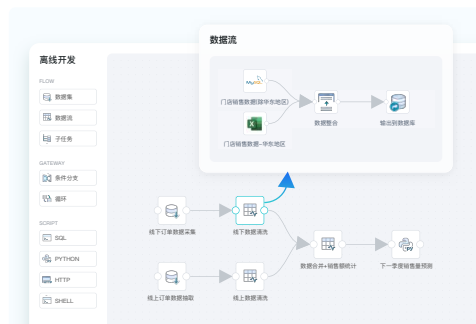 数据流
离线开发
FLOW
数据集
数据流
子任务
GATEWAY
条件分支
循环
SCRIPT
SQL
PYTHON
HTTP
SHELL
MySQL
门店销售数据(除华东地区)
门店销售数据-华东地区
数据整合
输出到数据库
线下订单数据采集
线下数据清洗
数据合并+销售额统计
下一季度销售量预测
线上订单数据抽取
线上数据清洗